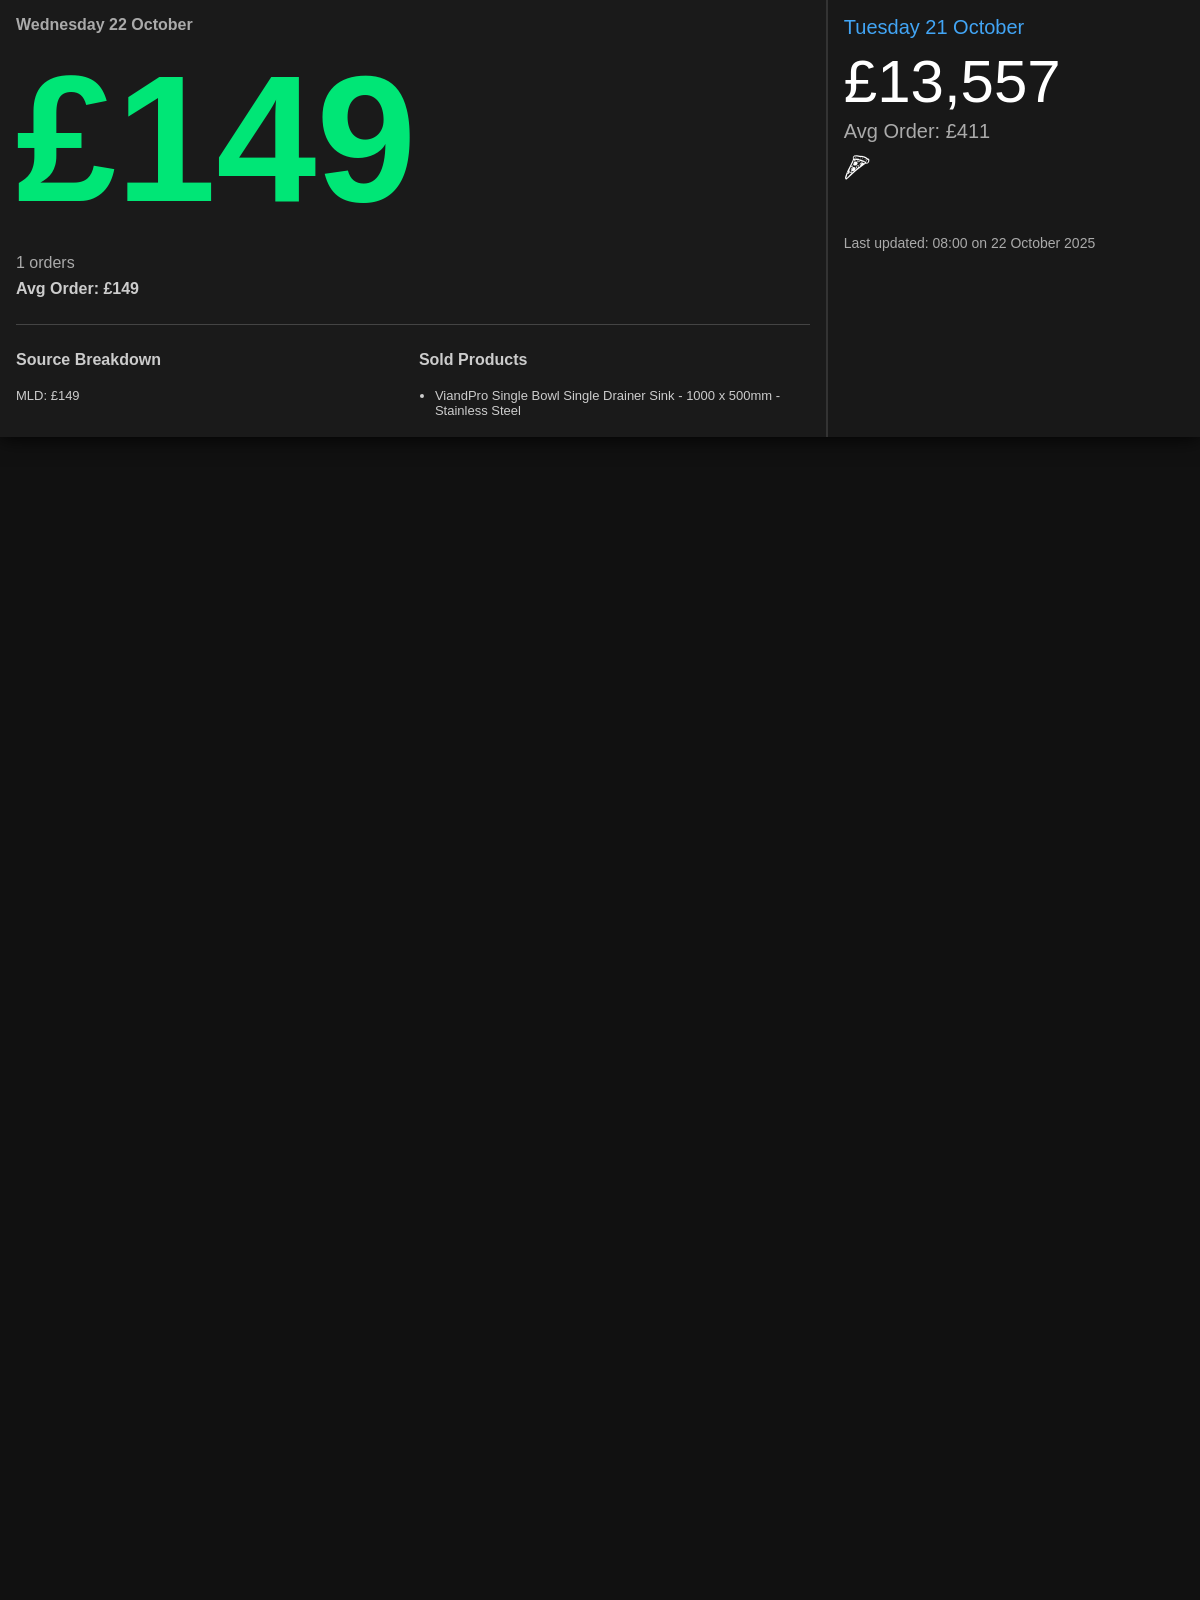 Wednesday 22 October
£149
1 orders
Avg Order: £149
Source Breakdown
MLD: £149
Sold Products
• ViandPro Single Bowl Single Drainer Sink - 1000 x 500mm -
Stainless Steel
Tuesday 21 October
£13,557
Avg Order: £411
🍕
Last updated: 08:00 on 22 October 2025